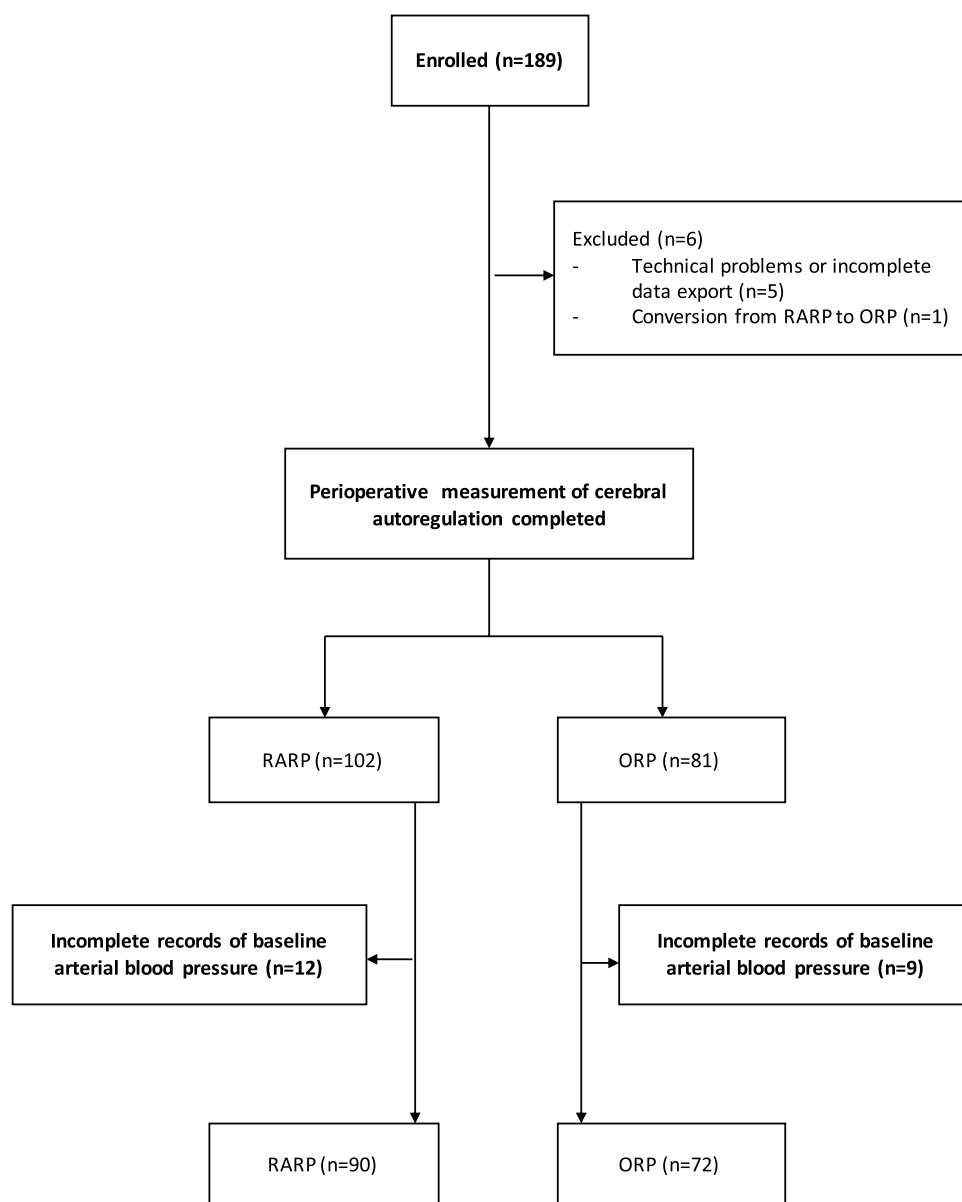 Enrolled (n=189)
Excluded (n=6)
- Technical problems or incomplete
data export (n=5)
- Conversion from RARP to ORP (n=1)
Perioperative measurement of cerebral
autoregulation completed
RARP (n=102)
ORP (n=81)
Incomplete records of baseline
arterial blood pressure (n=12)
Incomplete records of baseline
arterial blood pressure (n=9)
RARP (n=90)
ORP (n=72)